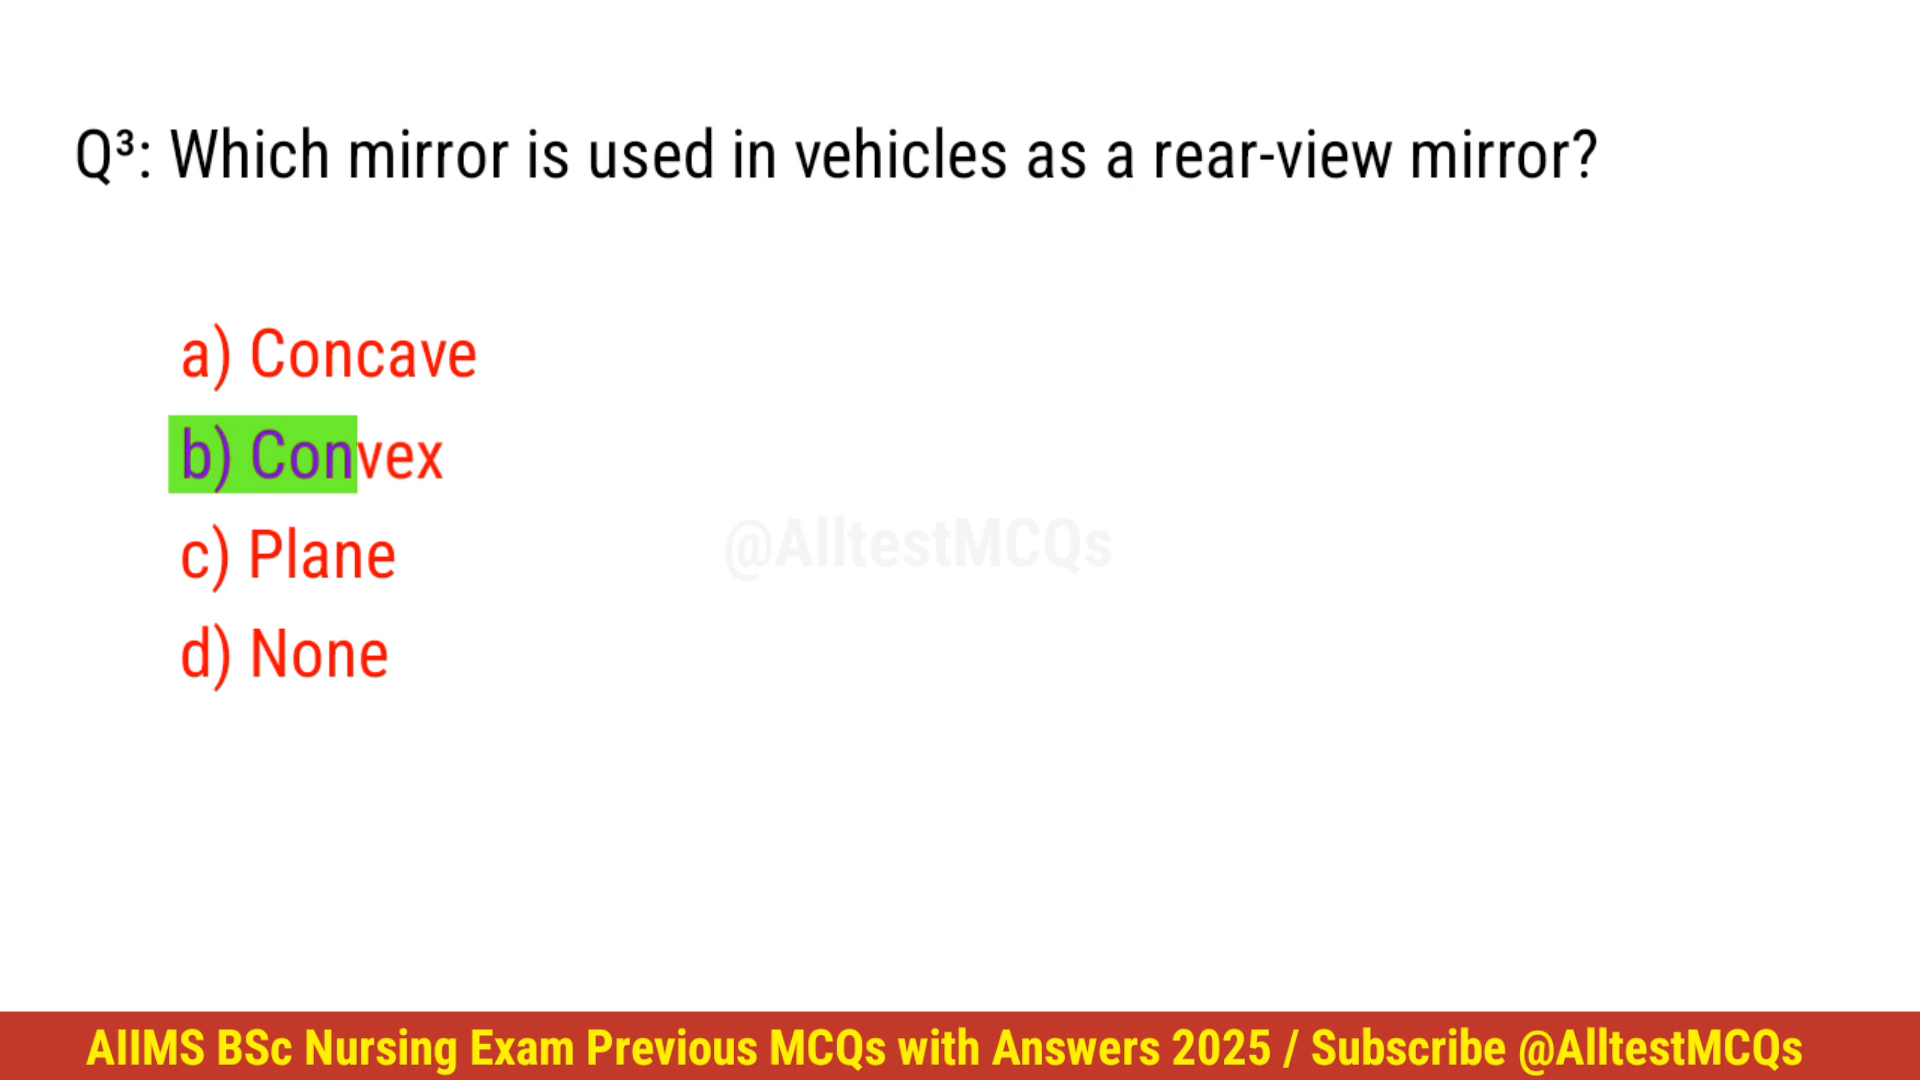 Q³: Which mirror is used in vehicles as a rear-view mirror?
a) Concave
b) Convex
c) Plane
d) None
@AlltestMCQs
AIIMS BSc Nursing Exam Previous MCQs with Answers 2025 / Subscribe @AlltestMCQs